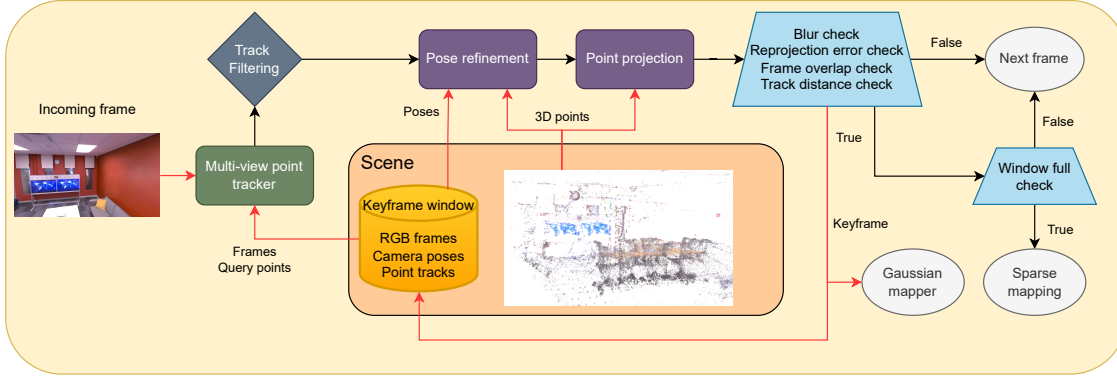 Track
Filtering
Pose refinement
Point projection
Blur check
Reprojection error check
Frame overlap check
Track distance check
False
Next frame
Incoming frame
Poses
3D points
True
False
Multi-view point
tracker
Scene
Window full
check
Keyframe window
RGB frames
Camera poses
Point tracks
Frames
Query points
Keyframe
True
Gaussian
mapper
Sparse
mapping